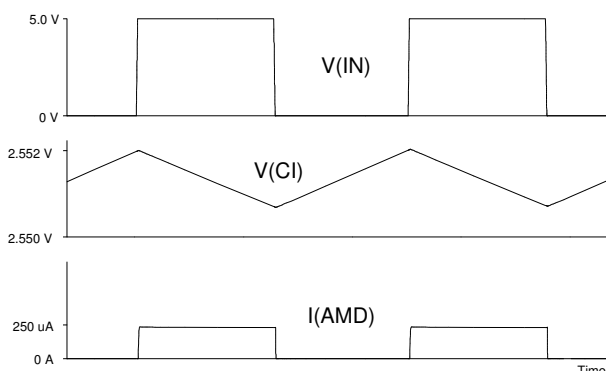 5.0 V
V(IN)
0 V
2.552 V
V(CI)
2.550 V
I(AMD)
250 uA
0 A
Time